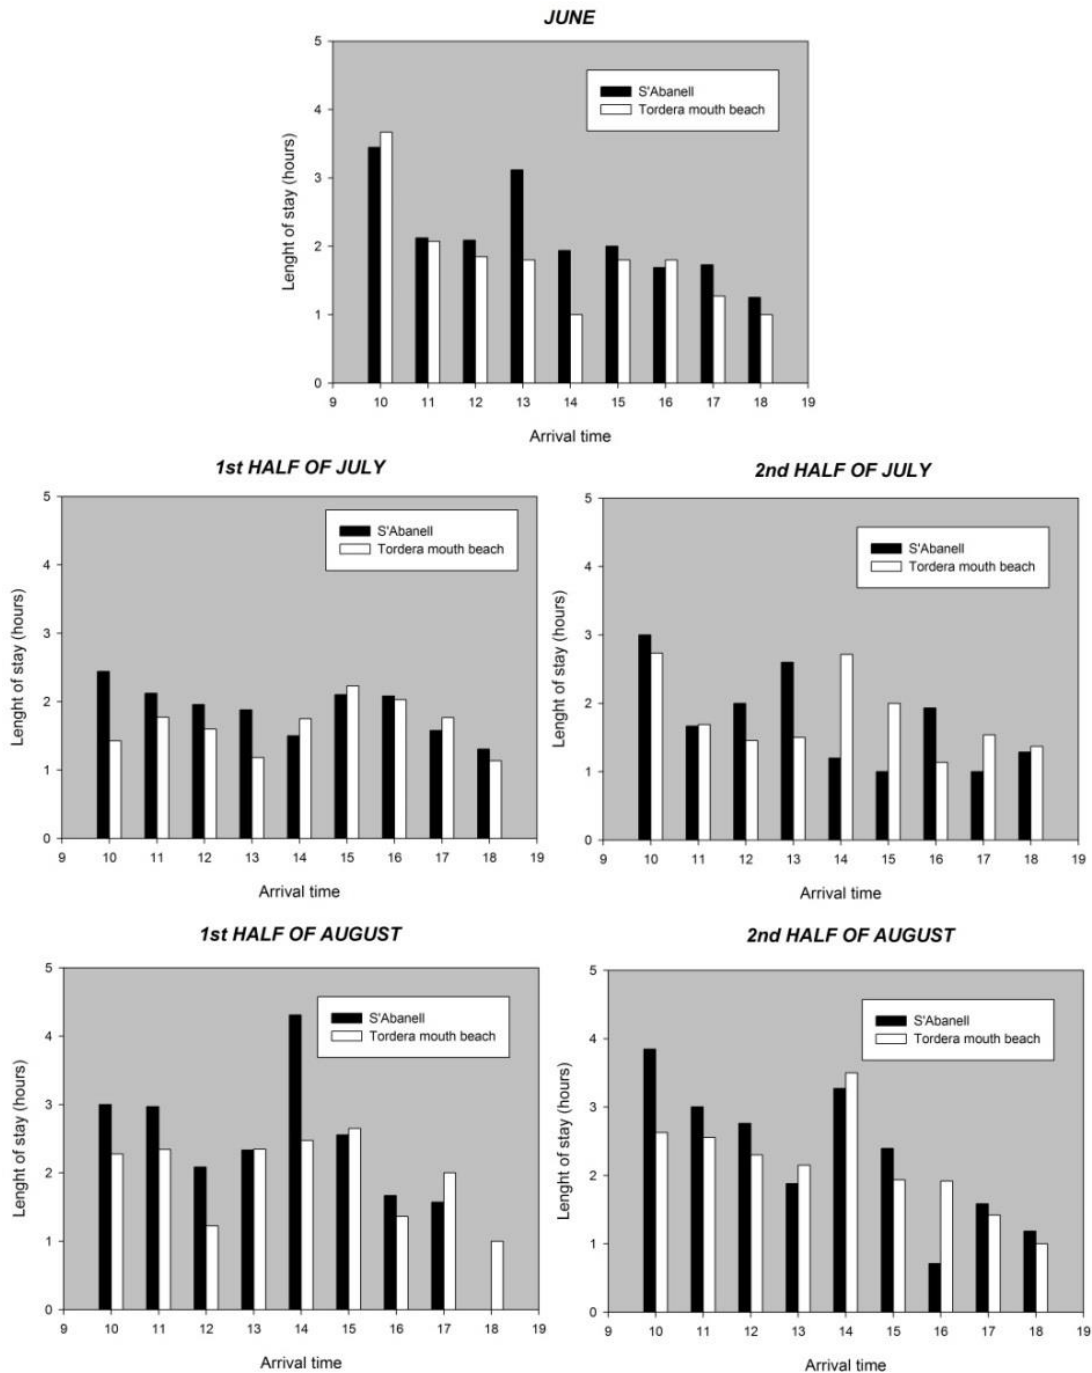 JUNE
5
4
3
2
1
0
Lenght of stay (hours)
S'Abanell
Tordera mouth beach
9 10 11 12 13 14 15 16 17 18 19
Arrival time
1st HALF OF JULY
5
4
3
2
1
0
Lenght of stay (hours)
S'Abanell
Tordera mouth beach
9 10 11 12 13 14 15 16 17 18 19
Arrival time
2nd HALF OF JULY
5
4
3
2
1
0
Lenght of stay (hours)
S'Abanell
Tordera mouth beach
9 10 11 12 13 14 15 16 17 18 19
Arrival time
1st HALF OF AUGUST
5
4
3
2
1
0
Lenght of stay (hours)
S'Abanell
Tordera mouth beach
9 10 11 12 13 14 15 16 17 18 19
Arrival time
2nd HALF OF AUGUST
5
4
3
2
1
0
Lenght of stay (hours)
S'Abanell
Tordera mouth beach
9 10 11 12 13 14 15 16 17 18 19
Arrival time